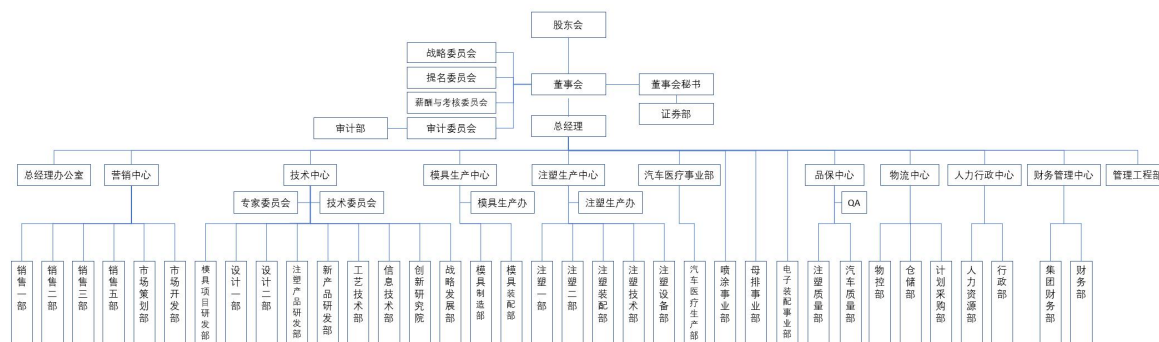 股东会
战略委员会
提名委员会
董事会
董事会秘书
薪酬与考核委员会
证券部
审计部
审计委员会
总经理
总经理办公室
营销中心
技术中心
模具生产中心
注塑生产中心
汽车医疗事业部
品保中心
物流中心
人力行政中心
财务管理中心
管理工程部
专家委员会
技术委员会
模具生产办
注塑生产办
QA
销售一部
销售二部
销售三部
销售五部
市场策划部
市场开发部
模具项目研发部
设计一部
设计二部
注塑产品研发部
新产品研发部
工艺技术部
信息技术部
创新研究院
战略发展部
模具制造部
模具装配部
注塑一部
注塑二部
注塑装配部
注塑技术部
注塑设备部
汽车医疗生产部
喷涂事业部
母排事业部
电子装配事业部
注塑质量部
汽车质量部
物控部
仓储部
计划采购部
人力资源部
行政部
集团财务部
财务部